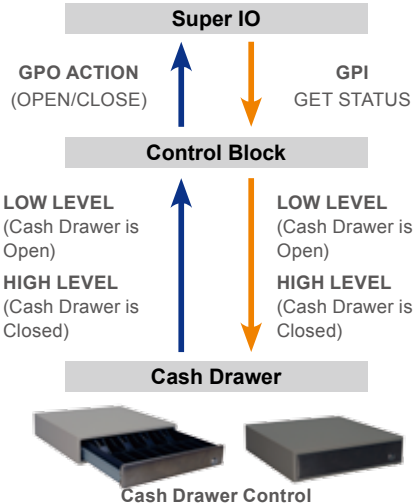 Super IO
GPO ACTION
(OPEN/CLOSE)
GPI
GET STATUS
Control Block
LOW LEVEL
(Cash Drawer is
Open)
HIGH LEVEL
(Cash Drawer is
Closed)
LOW LEVEL
(Cash Drawer is
Open)
HIGH LEVEL
(Cash Drawer is
Closed)
Cash Drawer
Cash Drawer Control